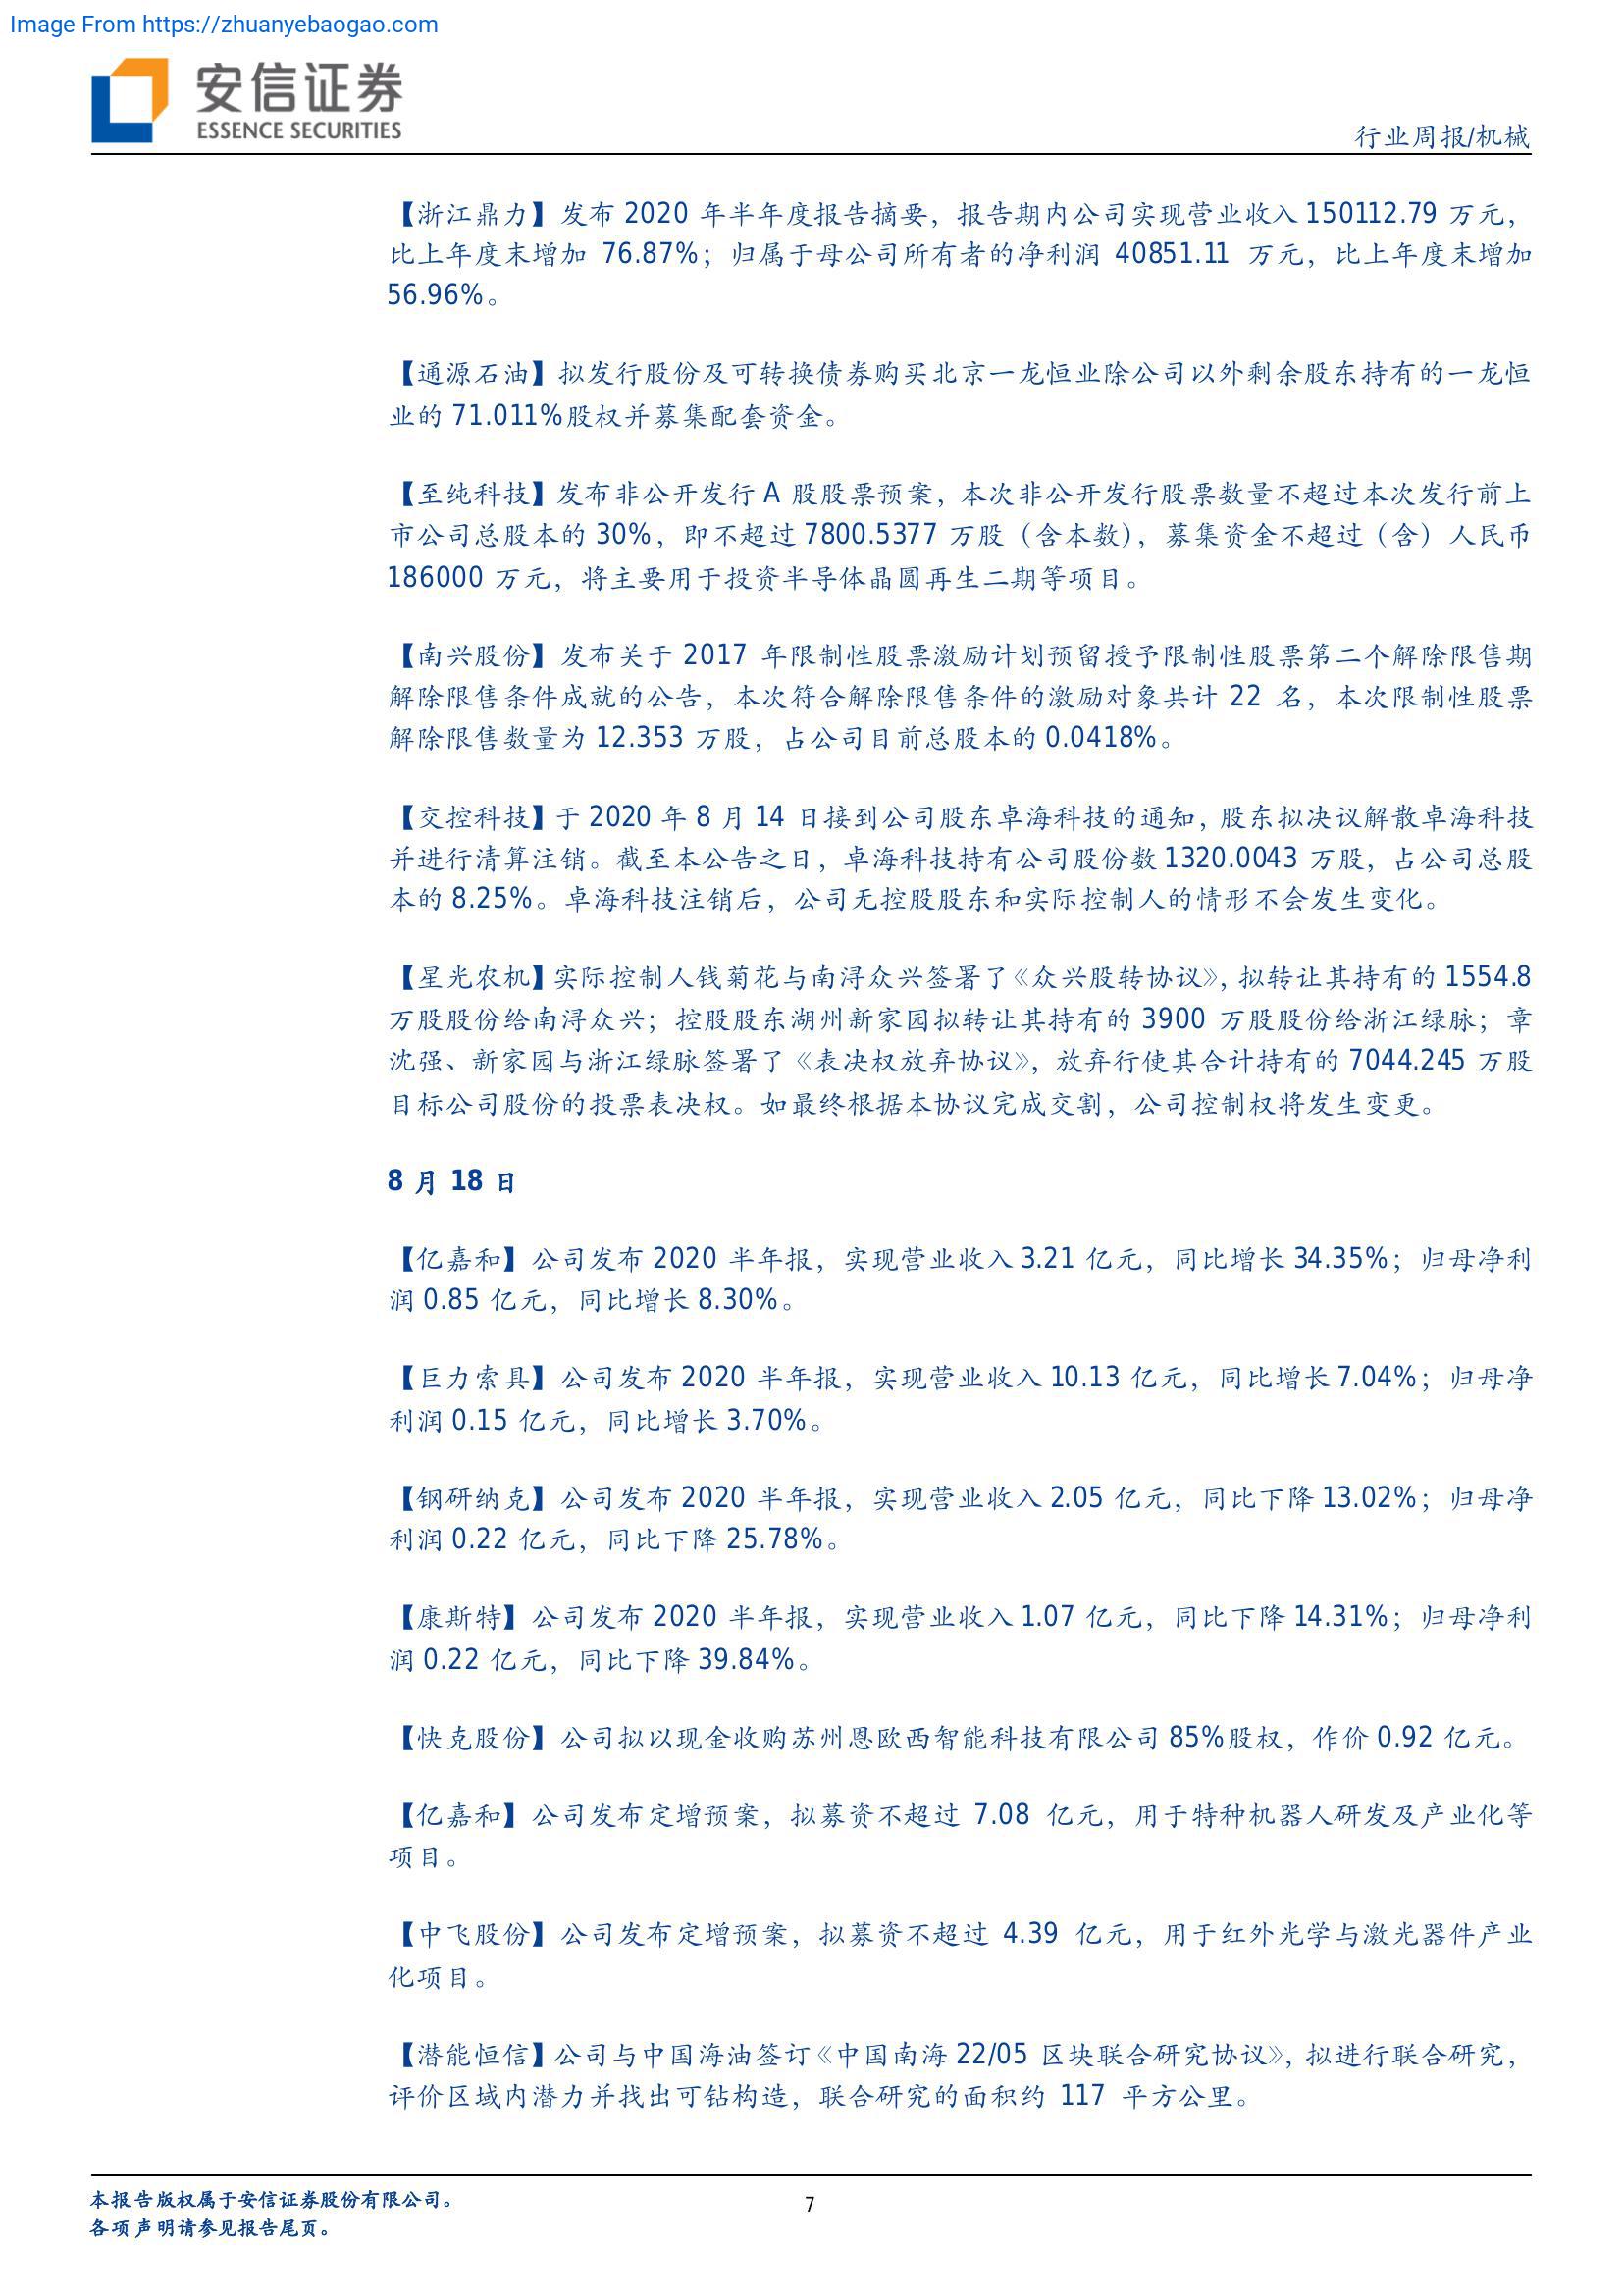 Image From https://zhuanyebaogao.com
安信证券
ESSENCE SECURITIES
行业周报/机械
【浙江鼎力】发布 2020 年半年度报告摘要，报告期内公司实现营业收入 150112.79 万元，
比上年度末增加 76.87%；归属于母公司所有者的净利润 40851.11 万元，比上年度末增加
56.96%。
【通源石油】拟发行股份及可转换债券购买北京一龙恒业除公司以外剩余股东持有的一龙恒
业的 71.011%股权并募集配套资金。
【至纯科技】发布非公开发行 A 股股票预案，本次非公开发行股票数量不超过本次发行前上
市公司总股本的 30%，即不超过 7800.5377 万股（含本数），募集资金不超过（含）人民币
186000 万元，将主要用于投资半导体晶圆再生二期等项目。
【南兴股份】发布关于 2017 年限制性股票激励计划预留授予限制性股票第二个解除限售期
解除限售条件成就的公告，本次符合解除限售条件的激励对象共计 22 名，本次限制性股票
解除限售数量为 12.353 万股，占公司目前总股本的 0.0418%。
【交控科技】于 2020 年 8 月 14 日接到公司股东卓海科技的通知，股东拟决议解散卓海科技
并进行清算注销。截至本公告之日，卓海科技持有公司股份数 1320.0043 万股，占公司总股
本的 8.25%。卓海科技注销后，公司无控股股东和实际控制人的情形不会发生变化。
【星光农机】实际控制人钱菊花与南浔众兴签署了《众兴股转协议》，拟转让其持有的 1554.8
万股股份给南浔众兴；控股股东湖州新家园拟转让其持有的 3900 万股股份给浙江绿脉；章
沈强、新家园与浙江绿脉签署了《表决权放弃协议》，放弃行使其合计持有的 7044.245 万股
目标公司股份的投票表决权。如最终根据本协议完成交割，公司控制权将发生变更。
8 月 18 日
【亿嘉和】公司发布 2020 半年报，实现营业收入 3.21 亿元，同比增长 34.35%；归母净利
润 0.85 亿元，同比增长 8.30%。
【巨力索具】公司发布 2020 半年报，实现营业收入 10.13 亿元，同比增长 7.04%；归母净
利润 0.15 亿元，同比增长 3.70%。
【钢研纳克】公司发布 2020 半年报，实现营业收入 2.05 亿元，同比下降 13.02%；归母净
利润 0.22 亿元，同比下降 25.78%。
【康斯特】公司发布 2020 半年报，实现营业收入 1.07 亿元，同比下降 14.31%；归母净利
润 0.22 亿元，同比下降 39.84%。
【快克股份】公司拟以现金收购苏州恩欧西智能科技有限公司 85%股权，作价 0.92 亿元。
【亿嘉和】公司发布定增预案，拟募资不超过 7.08 亿元，用于特种机器人研发及产业化等
项目。
【中飞股份】公司发布定增预案，拟募资不超过 4.39 亿元，用于红外光学与激光器件产业
化项目。
【潜能恒信】公司与中国海油签订《中国南海 22/05 区块联合研究协议》，拟进行联合研究，
评价区域内潜力并找出可钻构造，联合研究的面积约 117 平方公里。
本报告版权属于安信证券股份有限公司。
各项声明请参见报告尾页。
7